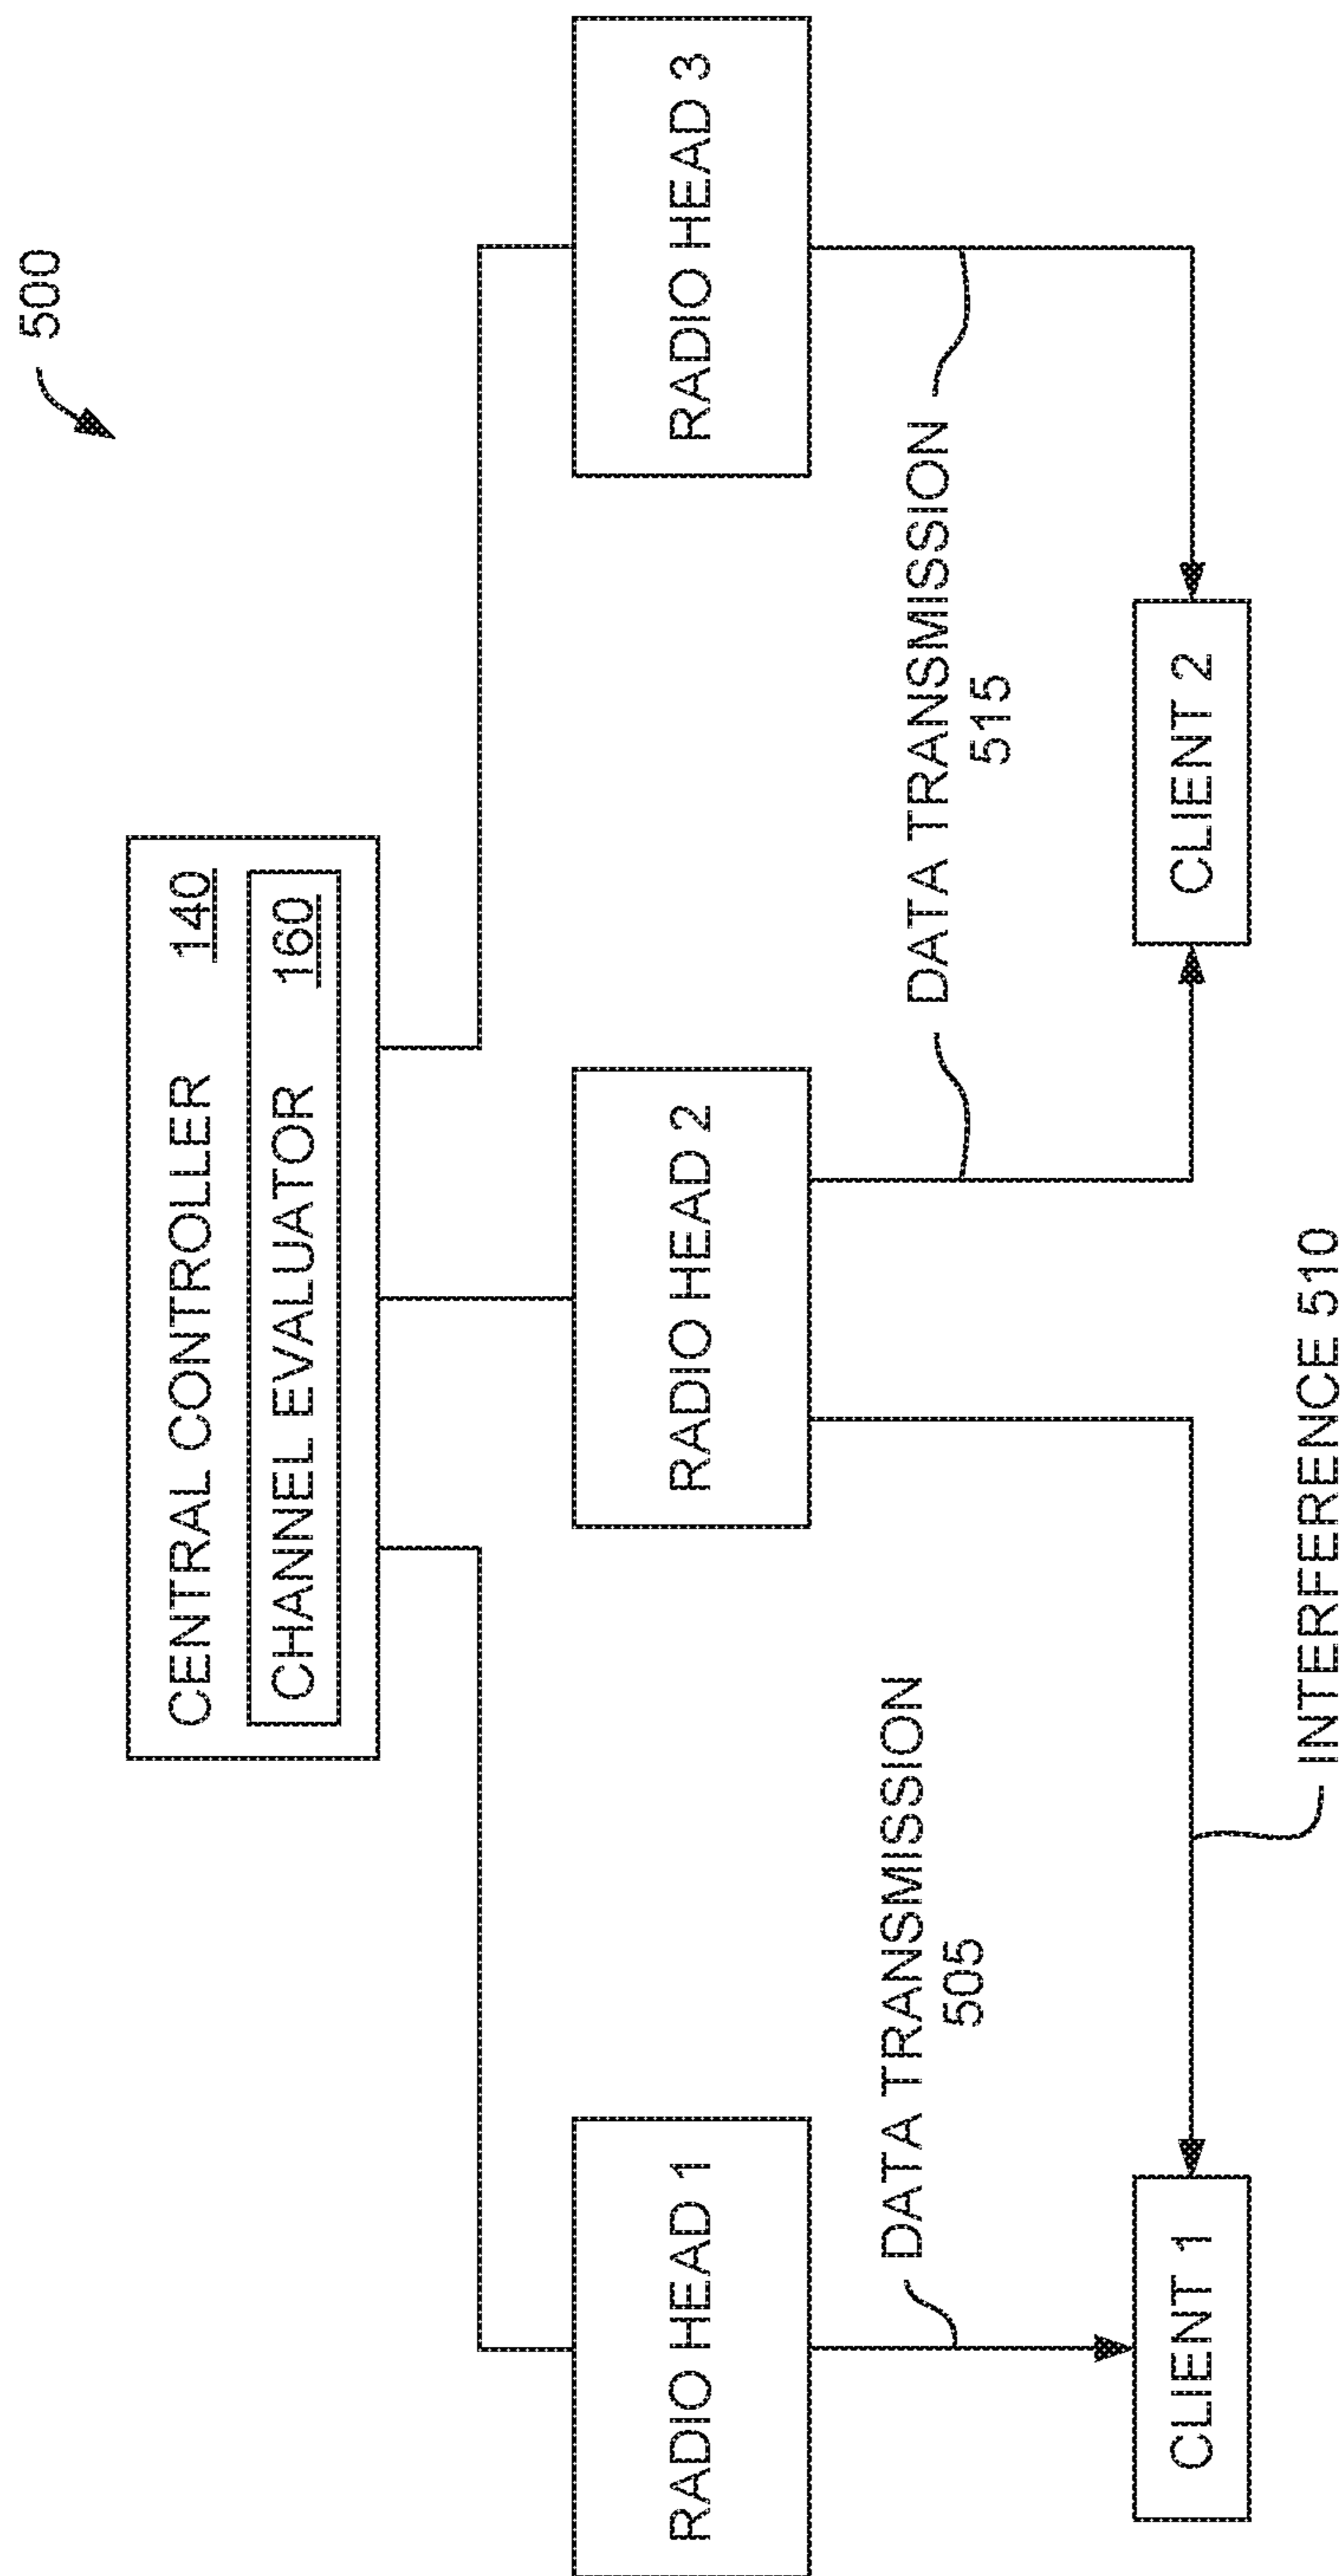 500
CENTRAL CONTROLLER 140
CHANNEL EVALUATOR 160
RADIO HEAD 1
RADIO HEAD 2
RADIO HEAD 3
DATA TRANSMISSION
505
DATA TRANSMISSION
515
CLIENT 1
CLIENT 2
INTERFERENCE 510